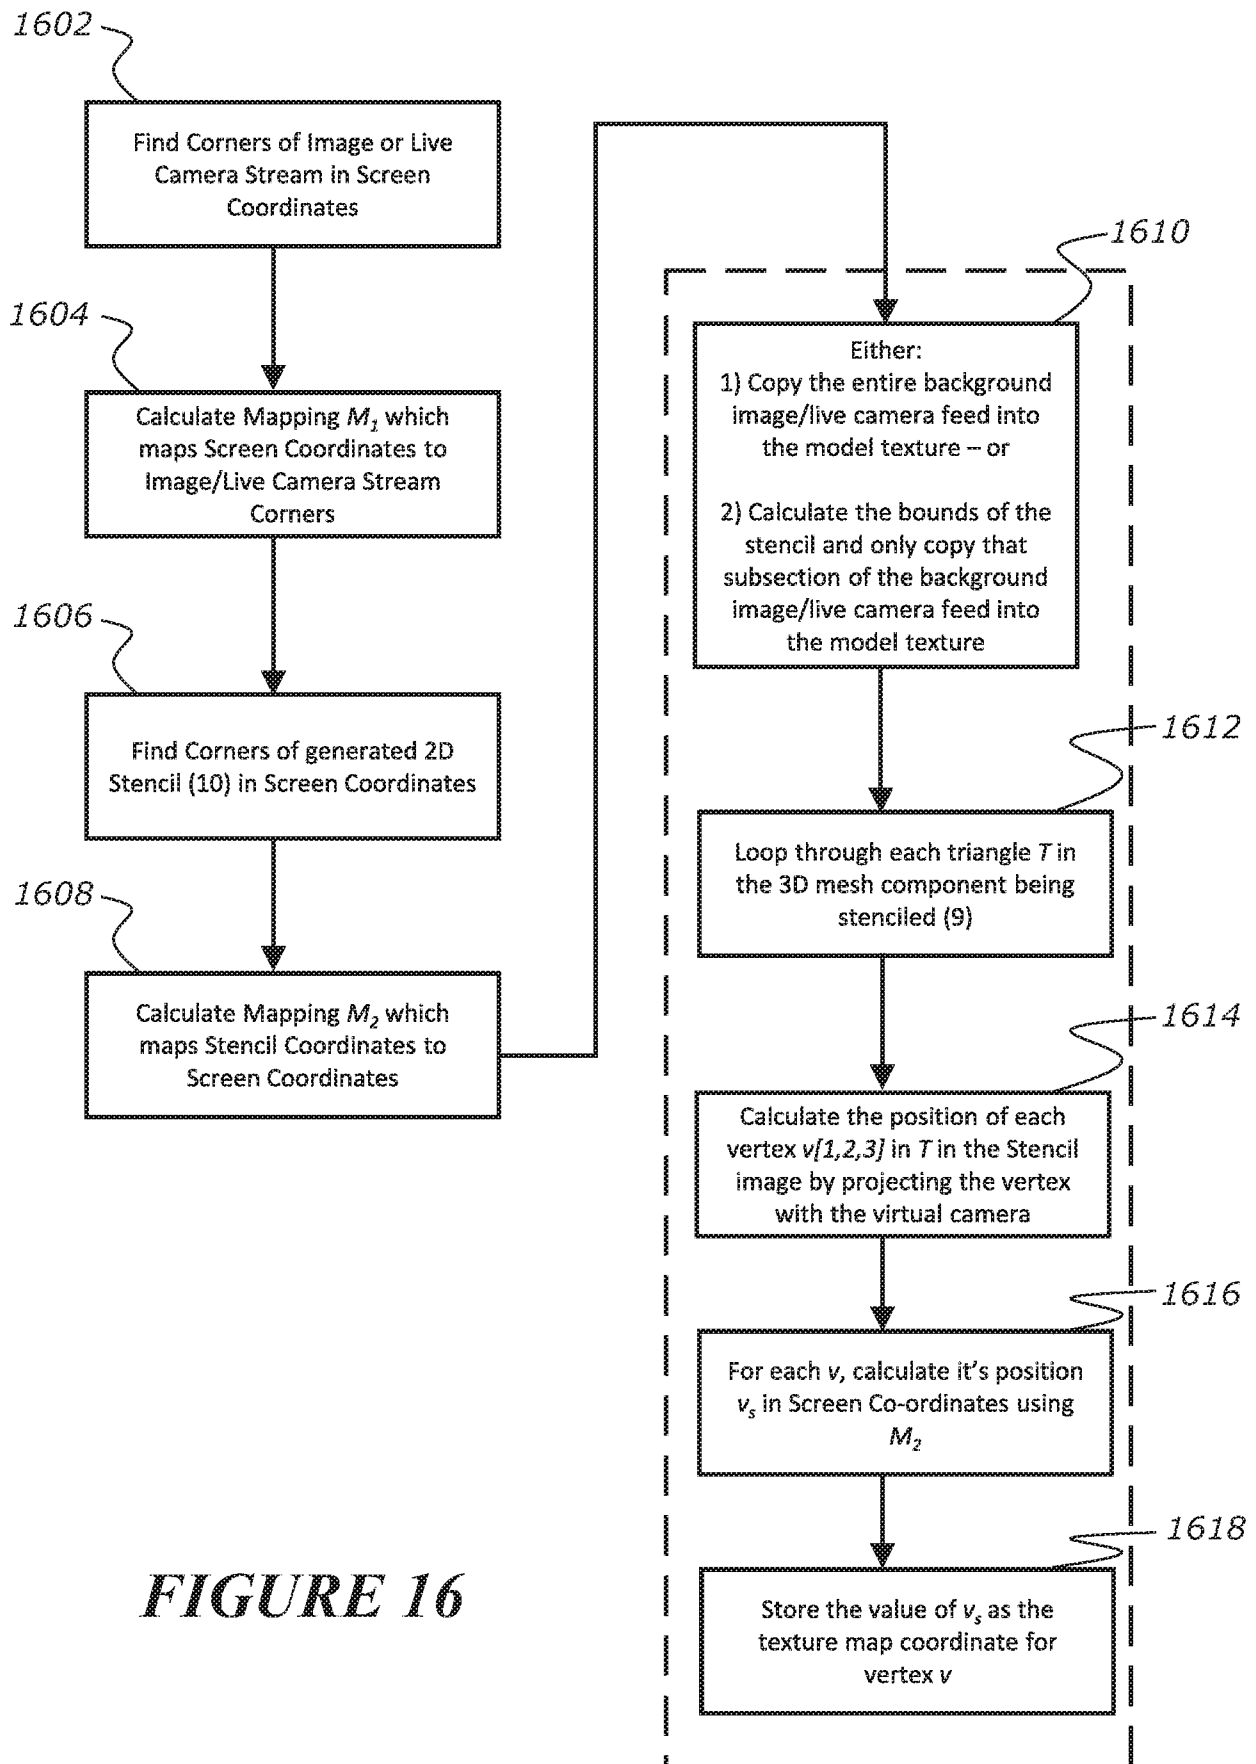 1602
Find Corners of Image or Live
Camera Stream in Screen
Coordinates
1604
Calculate Mapping M1 which
maps Screen Coordinates to
Image/Live Camera Stream
Corners
1606
Find Corners of generated 2D
Stencil (10) in Screen Coordinates
1608
Calculate Mapping M2 which
maps Stencil Coordinates to
Screen Coordinates
1610
Either:
1) Copy the entire background
image/live camera feed into
the model texture – or
2) Calculate the bounds of the
stencil and only copy that
subsection of the background
image/live camera feed into
the model texture
1612
Loop through each triangle T in
the 3D mesh component being
stenciled (9)
1614
Calculate the position of each
vertex v[1,2,3] in T in the Stencil
image by projecting the vertex
with the virtual camera
1616
For each v, calculate it's position
vs in Screen Co-ordinates using
M2
1618
Store the value of vs as the
texture map coordinate for
vertex v
FIGURE 16